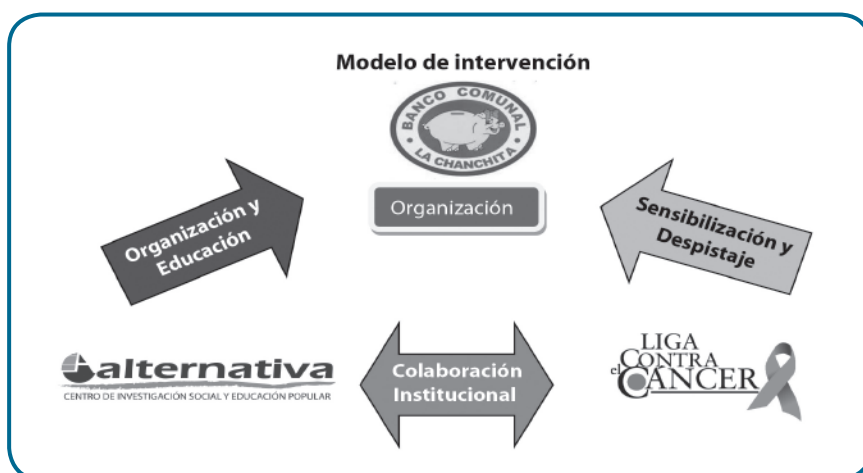 Modelo de intervención
BANCO COMUNAL
LA CHANCHITA
Organización
Organización y
Educación
Sensibilización y
Despistaje
alternativa
CENTRO DE INVESTIGACIÓN SOCIAL Y EDUCACIÓN POPULAR
Colaboración
Institucional
LIGA
CONTRA
el CANCER